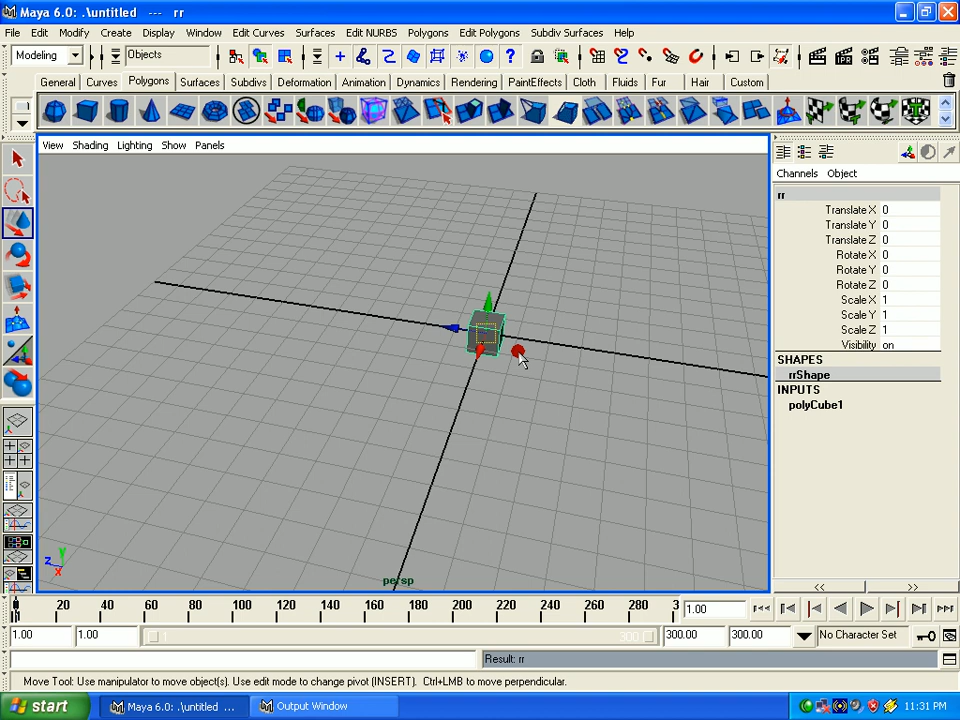 Maya 6.0: .\untitled --- rr
File Edit Modify Create Display Window Edit Curves Surfaces Edit NURBS Polygons Edit Polygons Subdiv Surfaces Help
Modeling Objects
General Curves Polygons Surfaces Subdivs Deformation Animation Dynamics Rendering PaintEffects Cloth Fluids Fur Hair Custom
View Shading Lighting Show Panels
Channels Object
rr
Translate X 0
Translate Y 0
Translate Z 0
Rotate X 0
Rotate Y 0
Rotate Z 0
Scale X 1
Scale Y 1
Scale Z 1
Visibility on
SHAPES
rrShape
INPUTS
polyCube1
y
z
x
persp
20 40 60 80 100 120 140 160 180 200 220 240 260 280 3 1.00
1.00 1.00 1 300 300.00 300.00 No Character Set
Result: rr
Move Tool: Use manipulator to move object(s). Use edit mode to change pivot (INSERT). Ctrl+LMB to move perpendicular.
start Maya 6.0: .\untitled ... Output Window 11:31 PM